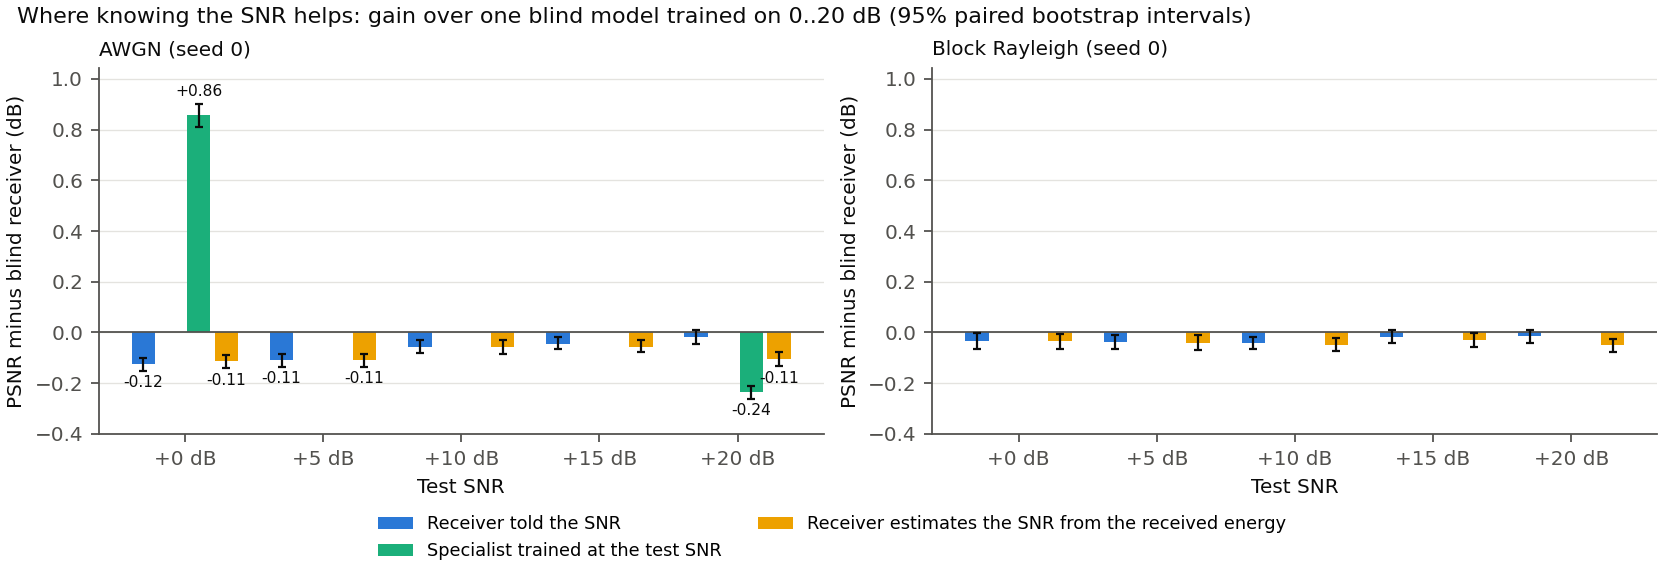 Where knowing the SNR helps: gain over one blind model trained on 0..20 dB (95% paired bootstrap intervals)
AWGN (seed 0)
PSNR minus blind receiver (dB)
1.0
0.8
0.6
0.4
0.2
0.0
−0.2
−0.4
+0.86
-0.12
-0.11
-0.11
-0.11
-0.24
-0.11
+0 dB
+5 dB
+10 dB
+15 dB
+20 dB
Test SNR
Block Rayleigh (seed 0)
PSNR minus blind receiver (dB)
1.0
0.8
0.6
0.4
0.2
0.0
−0.2
−0.4
+0 dB
+5 dB
+10 dB
+15 dB
+20 dB
Test SNR
Receiver told the SNR
Specialist trained at the test SNR
Receiver estimates the SNR from the received energy